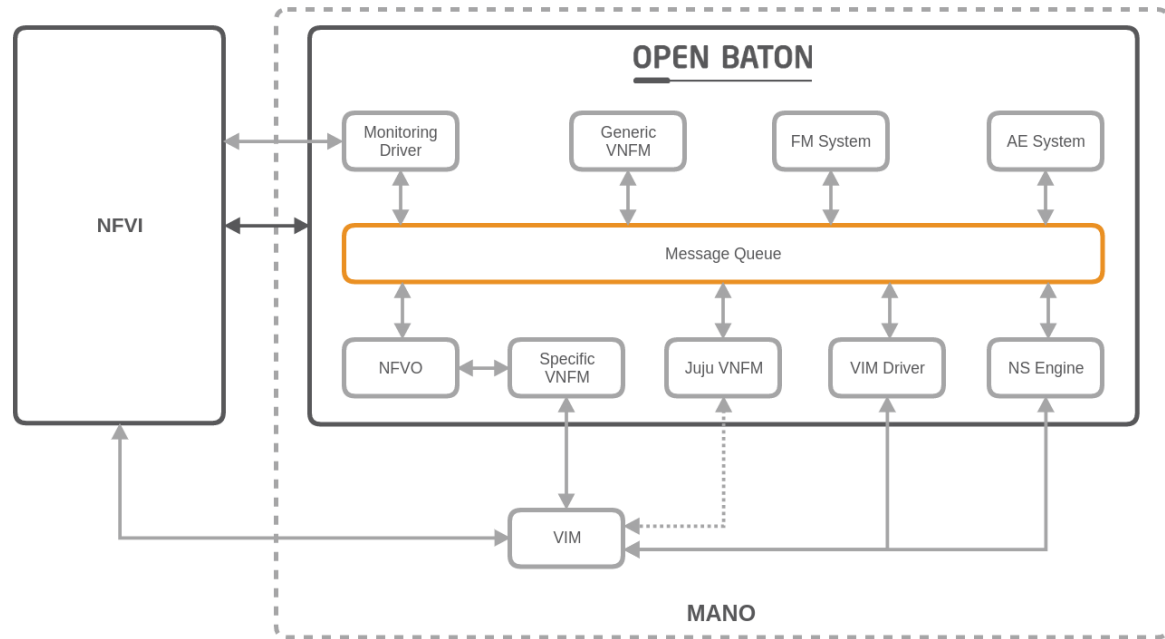 OPEN BATON
Monitoring
Driver
Generic
VNFM
FM System
AE System
NFVI
Message Queue
NFVO
Specific
VNFM
Juju VNFM
VIM Driver
NS Engine
VIM
MANO